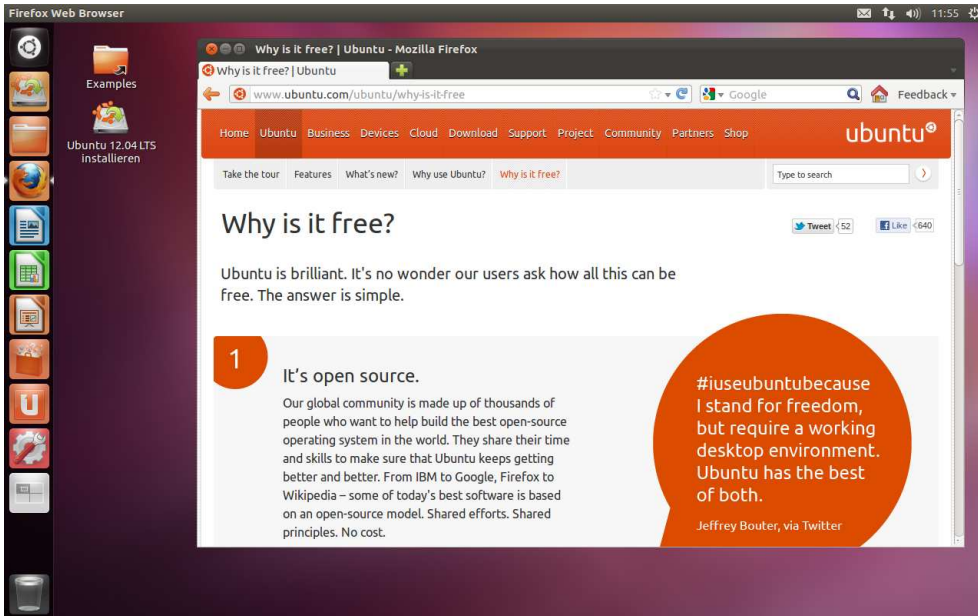 Firefox Web Browser
11:55
Examples
Ubuntu 12.04 LTS
installieren
Why is it free? | Ubuntu - Mozilla Firefox
Why is it free? | Ubuntu
www.ubuntu.com/ubuntu/why-is-it-free
Google
Feedback
Home Ubuntu Business Devices Cloud Download Support Project Community Partners Shop
ubuntu
Take the tour Features What's new? Why use Ubuntu? Why is it free?
Type to search
Why is it free?
Tweet 52
Like 640
Ubuntu is brilliant. It's no wonder our users ask how all this can be
free. The answer is simple.
1
It's open source.
Our global community is made up of thousands of
people who want to help build the best open-source
operating system in the world. They share their time
and skills to make sure that Ubuntu keeps getting
better and better. From IBM to Google, Firefox to
Wikipedia – some of today's best software is based
on an open-source model. Shared efforts. Shared
principles. No cost.
#iuseubuntubecause
I stand for freedom,
but require a working
desktop environment.
Ubuntu has the best
of both.
Jeffrey Bouter, via Twitter